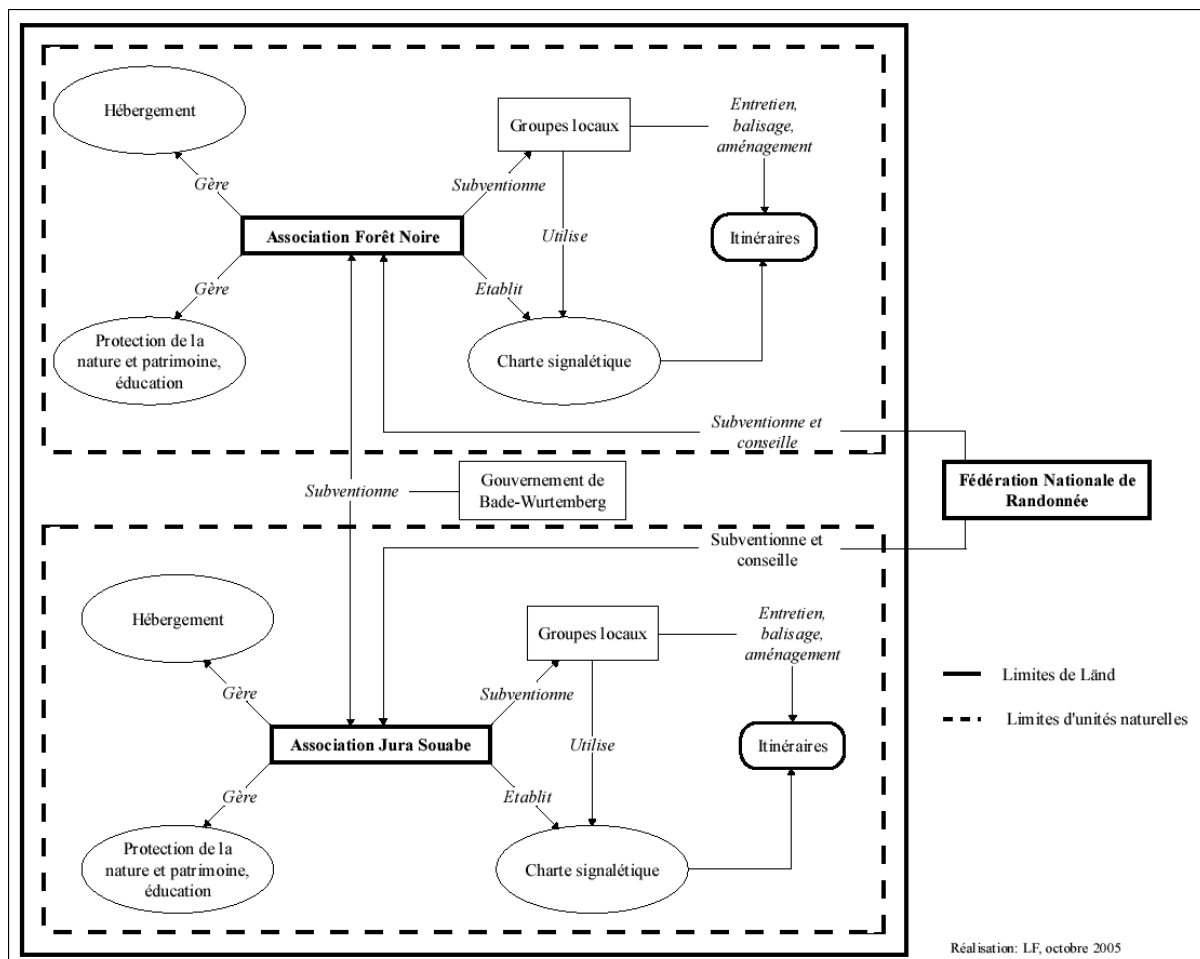 Hébergement
Groupes locaux
Entretien,
balisage,
aménagement
Gère
Subventionne
Association Forêt Noire
Utilise
Itinéraires
Gère
Etablit
Protection de la
nature et patrimoine,
éducation
Charte signalétique
Subventionne et
conseille
Subventionne
Gouvernement de
Bade-Wurtemberg
Fédération Nationale de
Randonnée
Subventionne et
conseille
Hébergement
Groupes locaux
Entretien,
balisage,
aménagement
Gère
Subventionne
Association Jura Souabe
Utilise
Itinéraires
Gère
Etablit
Protection de la
nature et patrimoine,
éducation
Charte signalétique
Limites de Länd
Limites d'unités naturelles
Réalisation: LF, octobre 2005